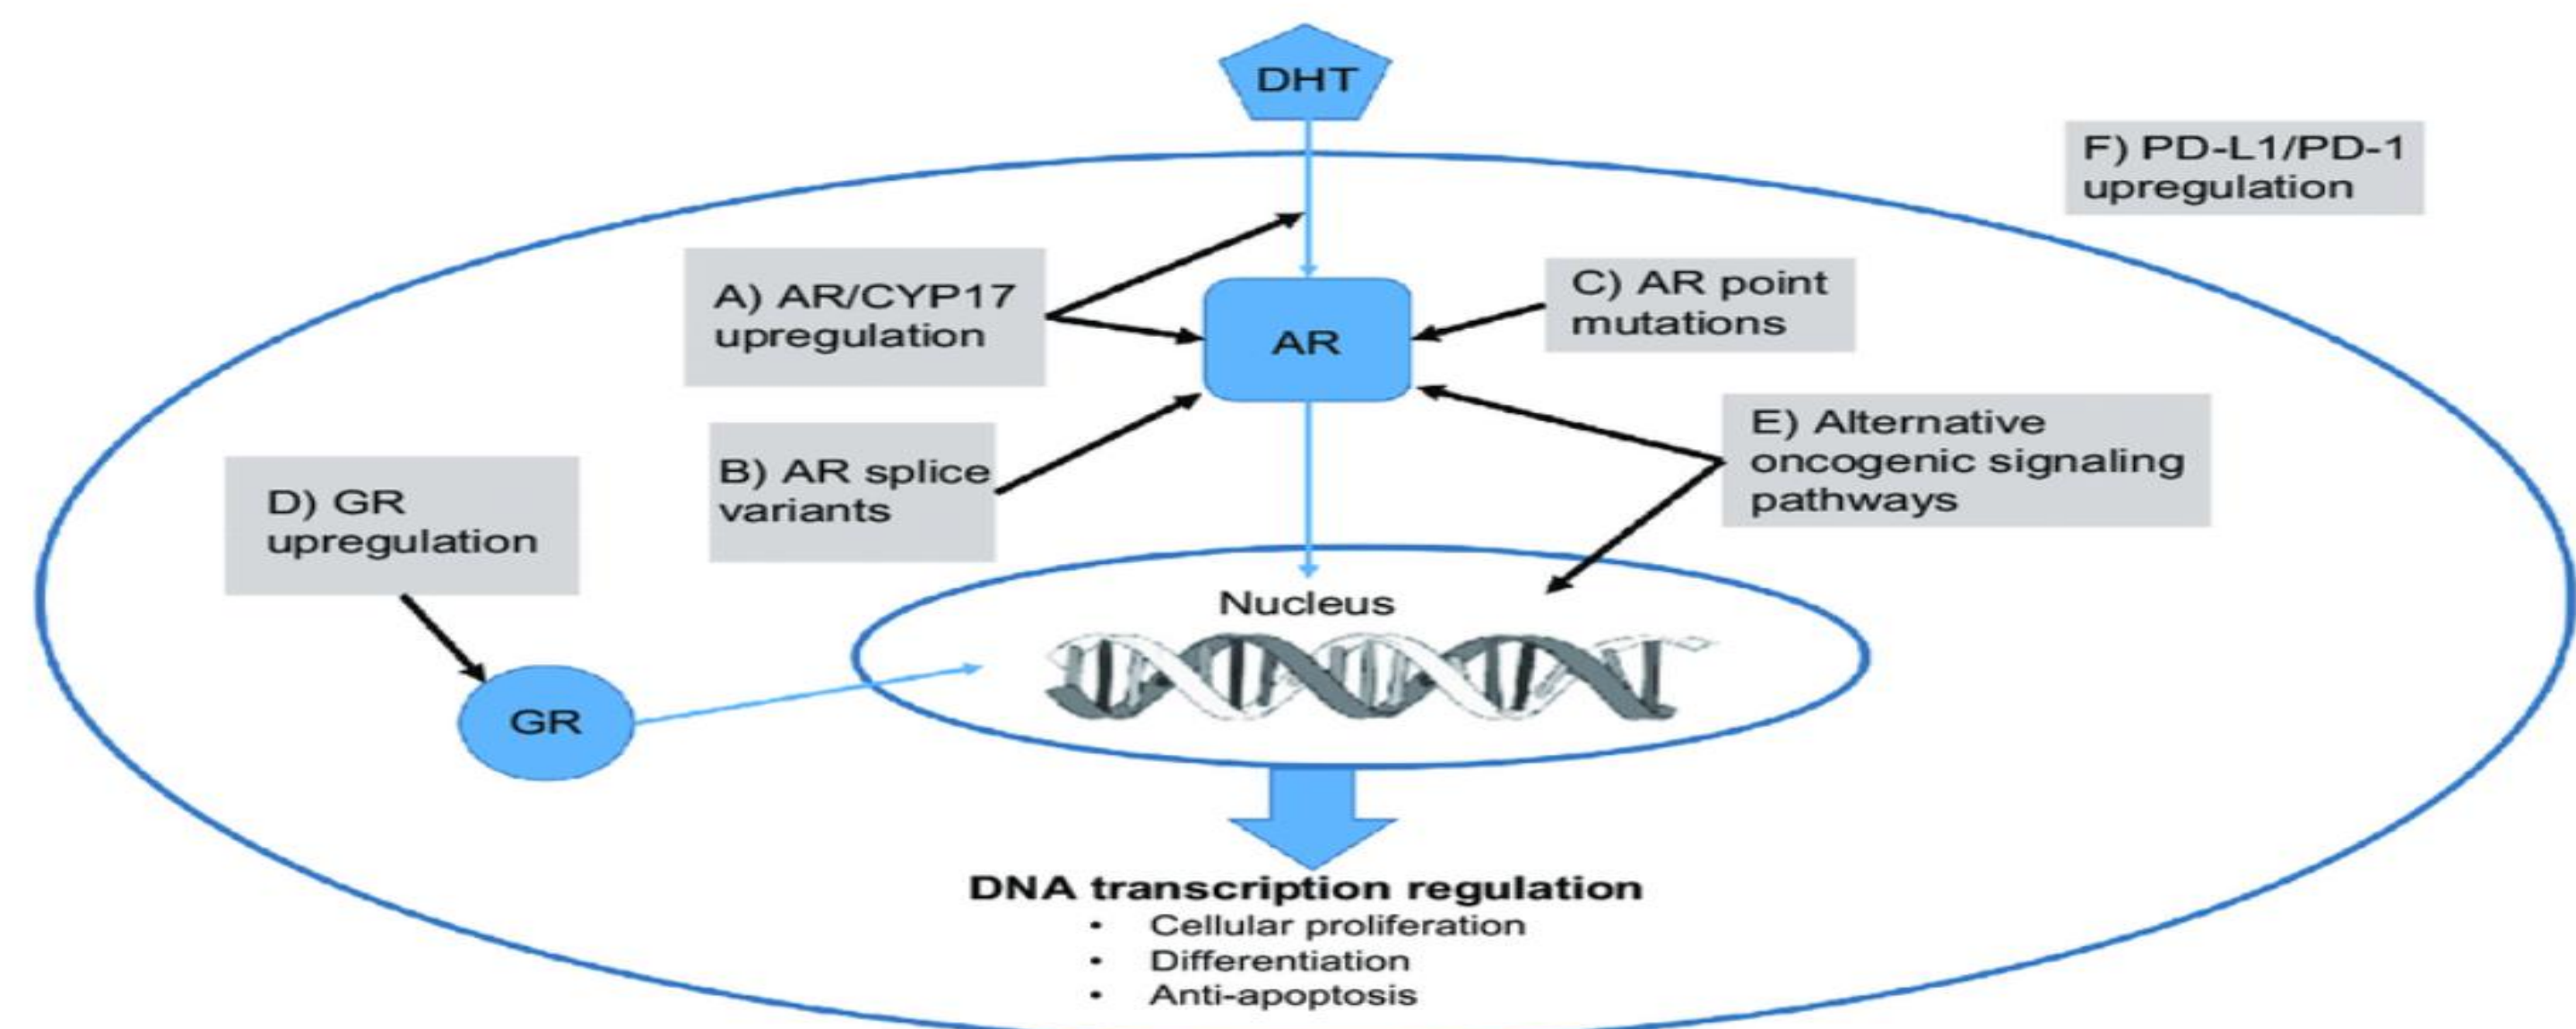 DHT
F) PD-L1/PD-1
upregulation
A) AR/CYP17
upregulation
AR
C) AR point
mutations
B) AR splice
variants
E) Alternative
oncogenic signaling
pathways
D) GR
upregulation
GR
Nucleus
DNA transcription regulation
• Cellular proliferation
• Differentiation
• Anti-apoptosis